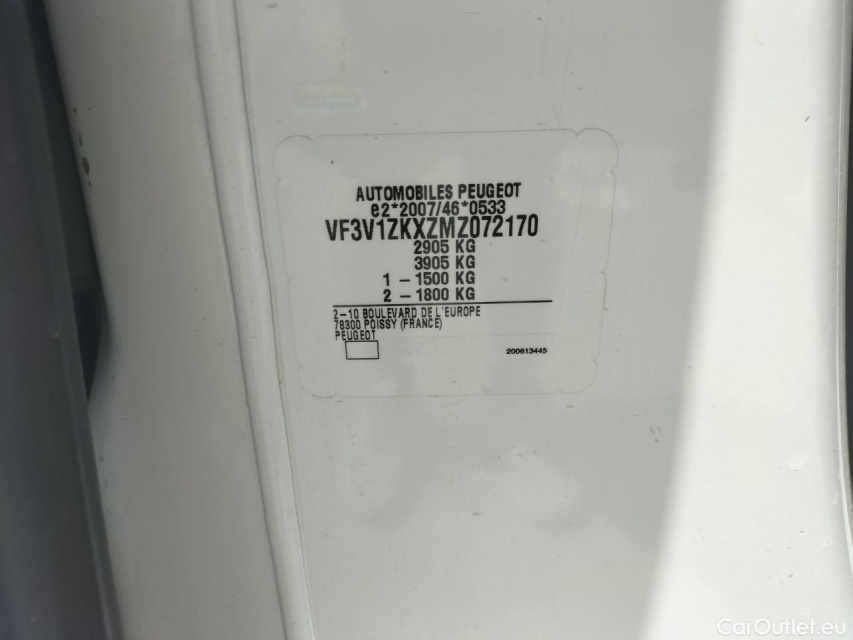 AUTOMOBILES PEUGEOT
e2*2007/46*0533
VF3V1ZKXZMZ072170
2905 KG
3905 KG
1 - 1500 KG
2 - 1800 KG
2-10 BOULEVARD DE L'EUROPE
78300 POISSY (FRANCE)
PEUGEOT
200613445
CarOutlet.eu